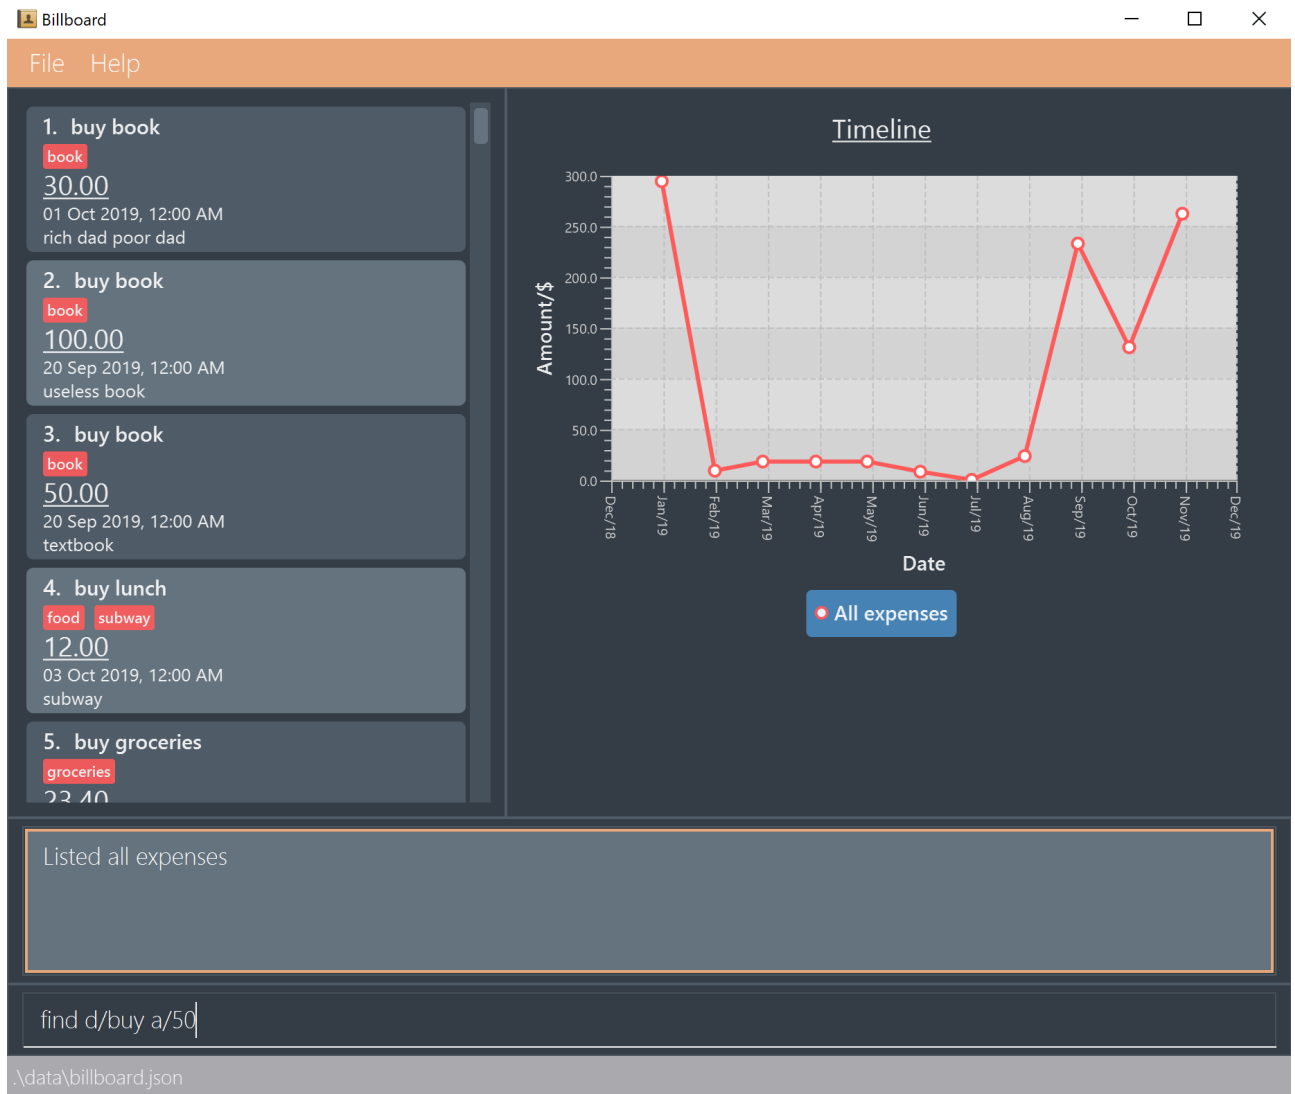 Billboard
File Help
1. buy book
book
30.00
01 Oct 2019, 12:00 AM
rich dad poor dad
2. buy book
book
100.00
20 Sep 2019, 12:00 AM
useless book
3. buy book
book
50.00
20 Sep 2019, 12:00 AM
textbook
4. buy lunch
food subway
12.00
03 Oct 2019, 12:00 AM
subway
5. buy groceries
groceries
23.40
Timeline
300.0
250.0
200.0
150.0
100.0
50.0
0.0
Amount/$
Dec/18 Jan/19 Feb/19 Mar/19 Apr/19 May/19 Jun/19 Jul/19 Aug/19 Sep/19 Oct/19 Nov/19 Dec/19
Date
All expenses
Listed all expenses
find d/buy a/50
.\data\billboard.json